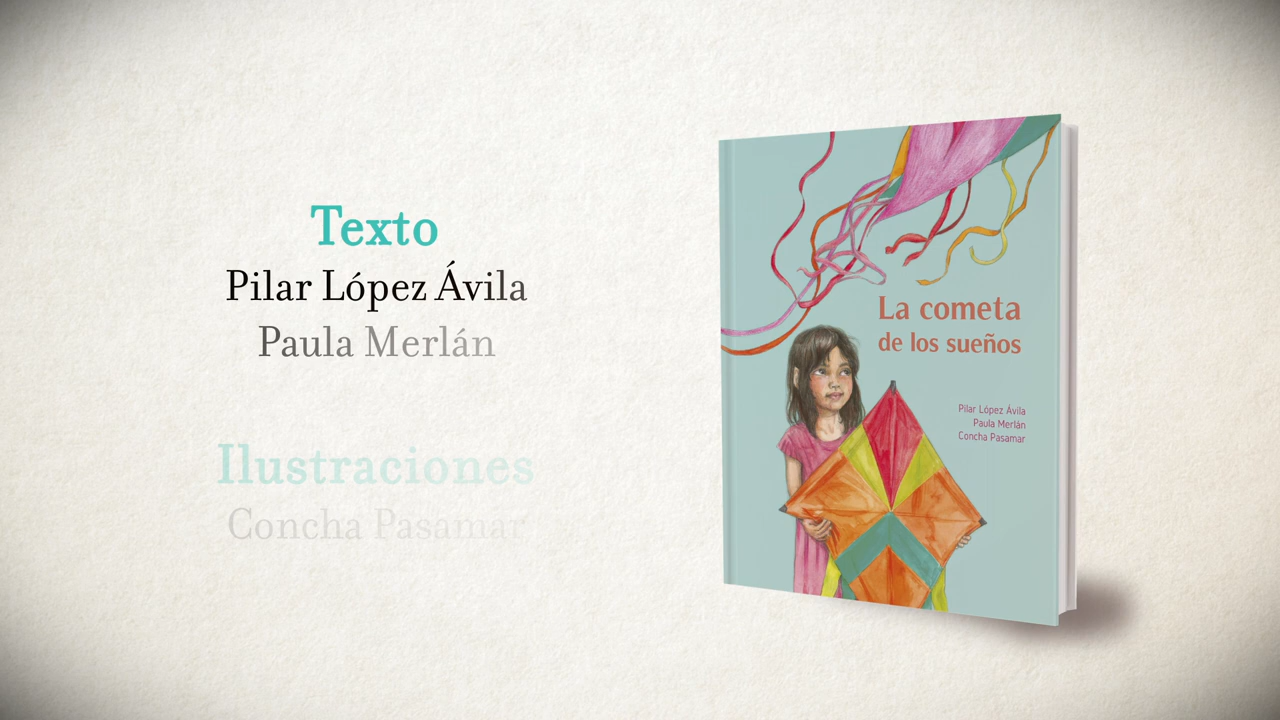 Texto
Pilar López Ávila
Paula Merlán
Ilustraciones
Concha Pasamar
La cometa
de los sueños
Pilar López Ávila
Paula Merlán
Concha Pasamar